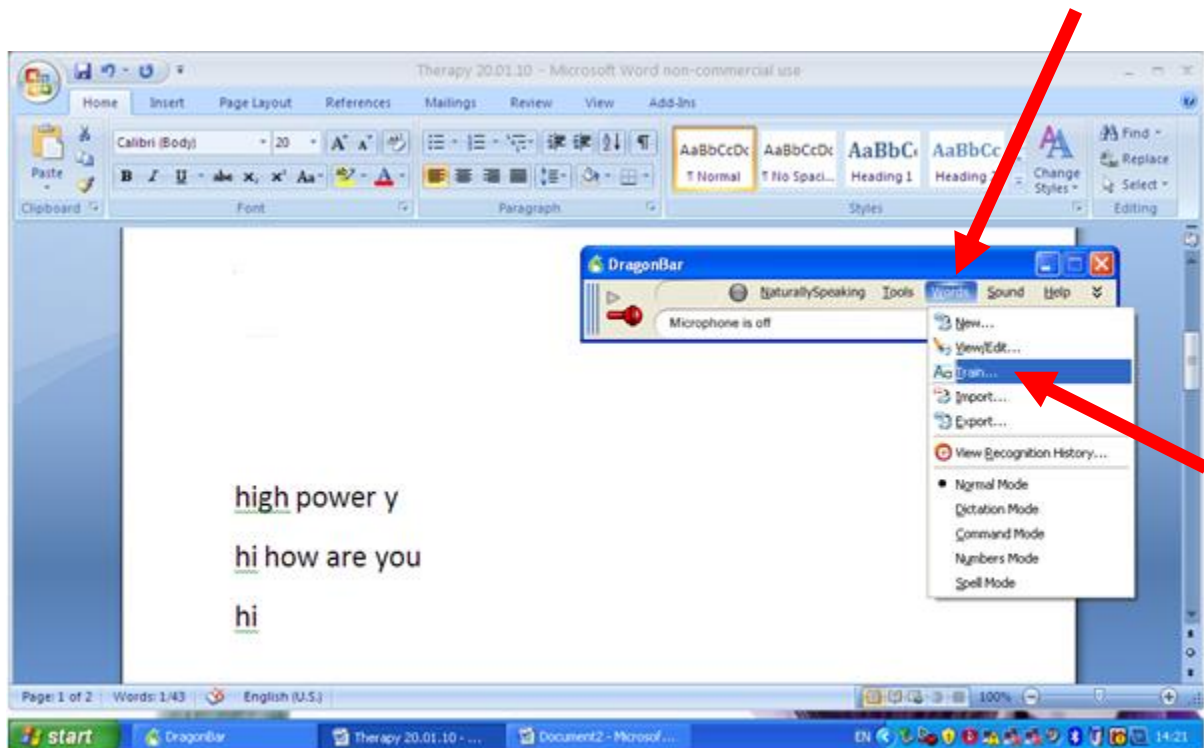 Therapy 20.01.10 - Microsoft Word non-commercial use
Home Insert Page Layout References Mailings Review View Add-Ins
Calibri (Body) 20 AaBbCcDc AaBbCcDc AaBbC AaBbCc Find
Replace
Paste B I U abc x, x' Aa A Normal No Spaci... Heading 1 Heading Change Styles Select
Clipboard Font Paragraph Styles Editing
DragonBar
NaturallySpeaking Tools Words Sound Help
Microphone is off
New...
View/Edit...
Train...
Import...
Export...
View Recognition History...
Normal Mode
Dictation Mode
Command Mode
Numbers Mode
Spell Mode
high power y
hi how are you
hi
Page: 1 of 2 Words: 1/43 English (U.S.) 100%
start DragonBar Therapy 20.01.10 - .... Document2 - Microsof... EN 14:21